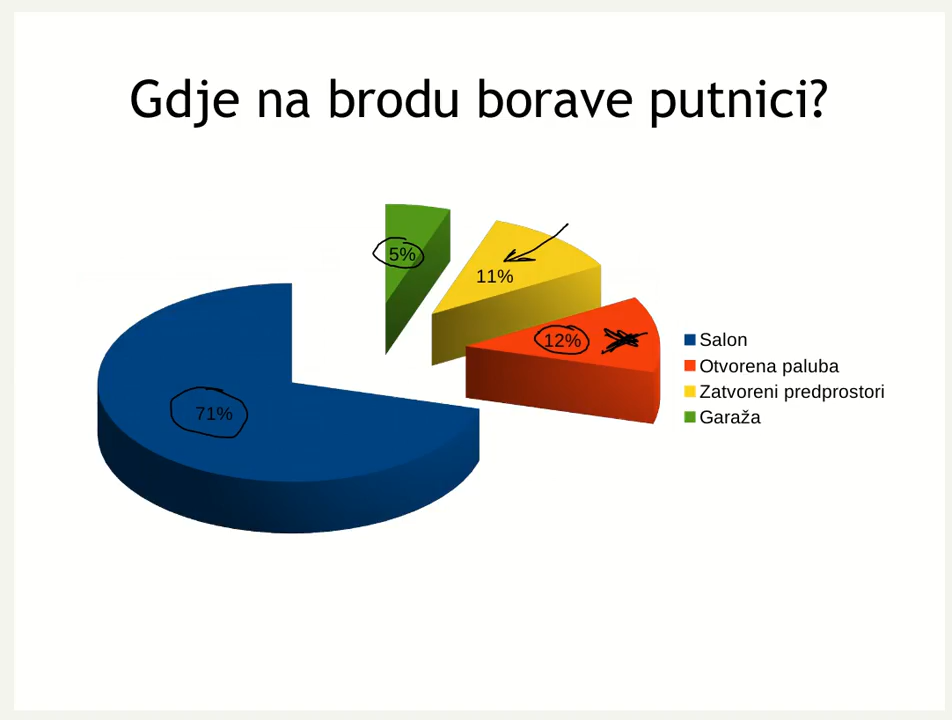 Gdje na brodu borave putnici?
5%
11%
12%
71%
Salon
Otvorena paluba
Zatvoreni predprostori
Garaža